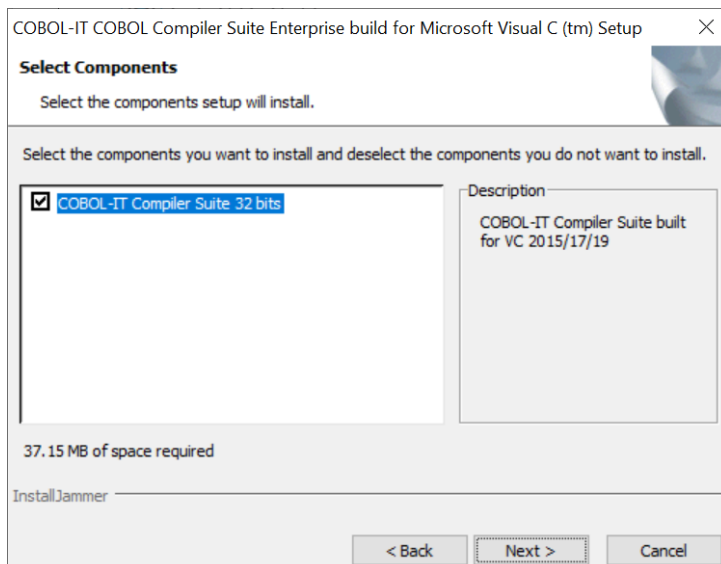 COBOL-IT COBOL Compiler Suite Enterprise build for Microsoft Visual C (tm) Setup
Select Components
Select the components setup will install.
Select the components you want to install and deselect the components you do not want to install.
COBOL-IT Compiler Suite 32 bits
Description
COBOL-IT Compiler Suite built
for VC 2015/17/19
37.15 MB of space required
InstallJammer
< Back
Next >
Cancel